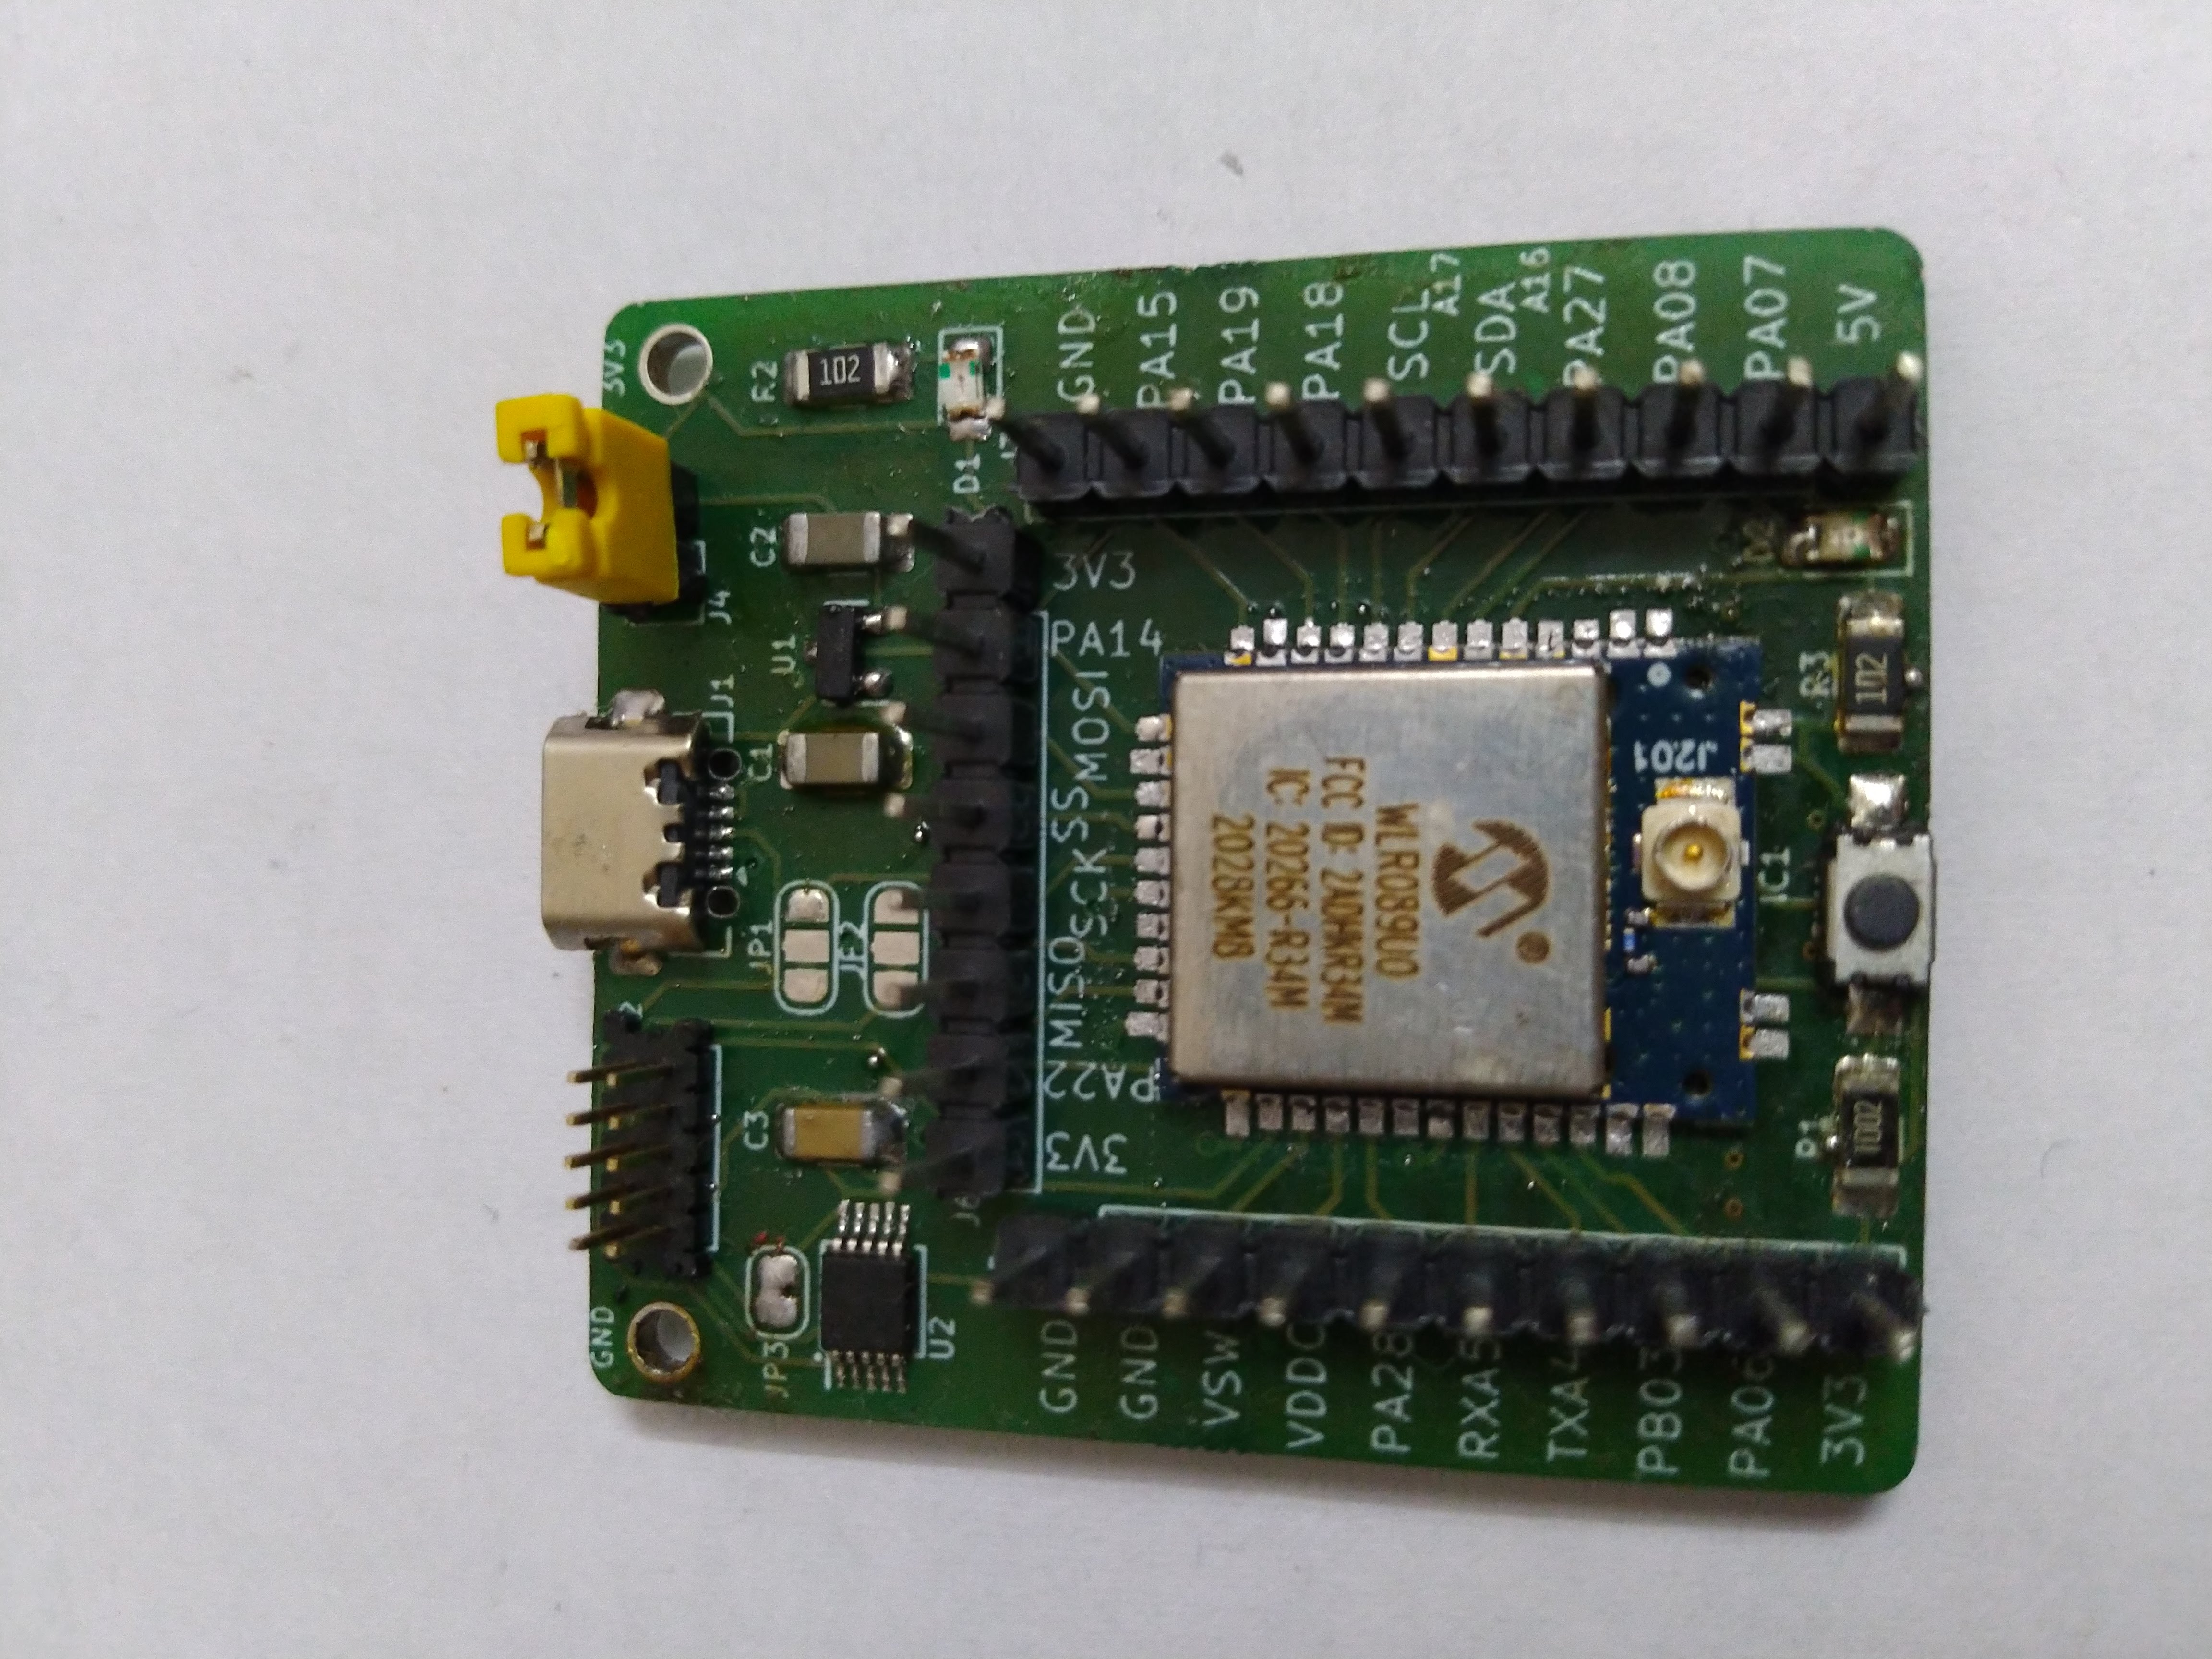 GND
3V3
2
J1
J4
JP3
C3
JP1
C1
U1
C2
R2
102
JP2
U2
J6
D1
3V3
PA22
MISO
SCK
SS
MOSI
PA14
3V3
GND
GND
VSW
VDDC
PA28
RXA5
TXA4
PB03
PA06
3V3
GND
PA15
PA19
PA18
SCL
A17
SDA
A16
PA27
PA08
PA07
5V
WLR089U0
FCC ID: 2ADHKR34M
IC: 20266-R34M
2028KM8
J201
IC1
R1
1002
R3
102
D2